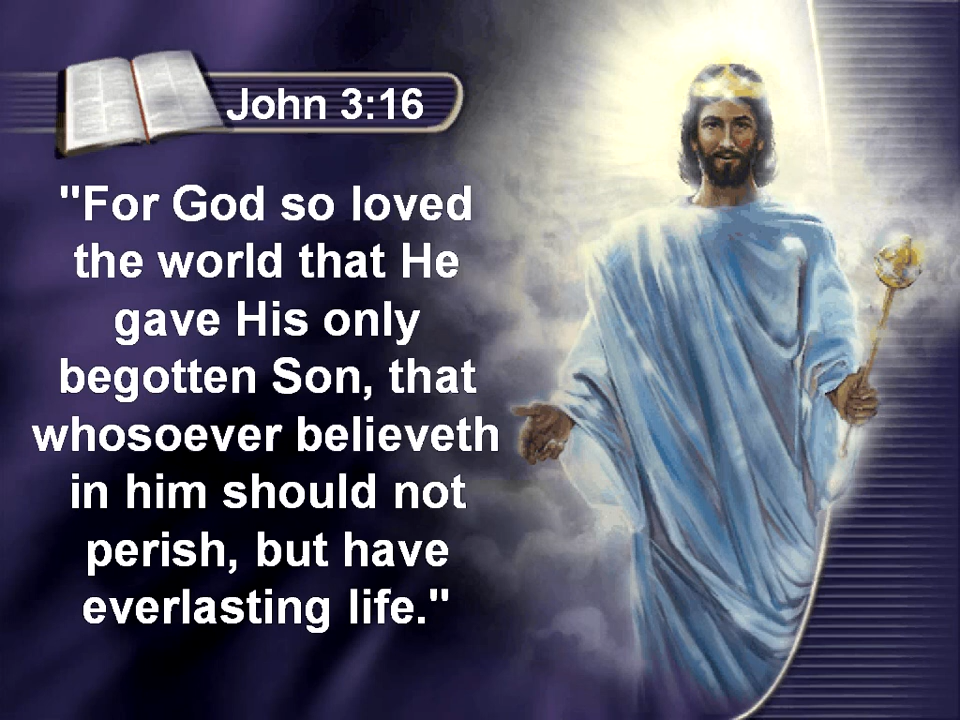 John 3:16
"For God so loved
the world that He
gave His only
begotten Son, that
whosoever believeth
in him should not
perish, but have
everlasting life."